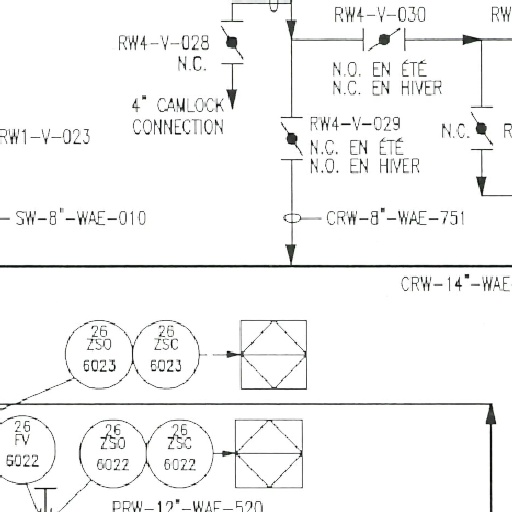 RW4-V-030
RW
RW4-V-028
N.C.
N.O. EN ÉTÉ
N.C. EN HIVER
4" CAMLOCK
CONNECTION
RW4-V-029
N.C. EN ÉTÉ
N.O. EN HIVER
N.C.
R
RW1-V-023
SW-8"-WAE-010
CRW-8"-WAE-751
CRW-14"-WAE-
26
ZSO
6023
26
ZSC
6023
26
FV
6022
26
ZSO
6022
26
ZSC
6022
PRW-12"-WAE-520